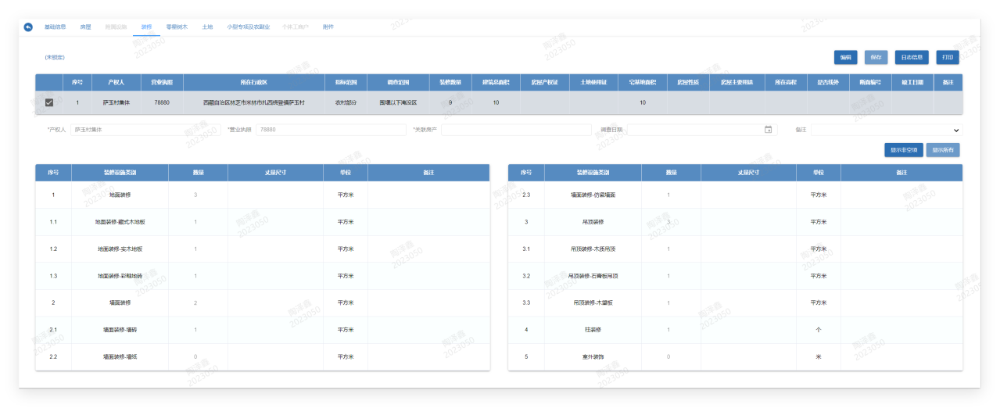 基础信息 房屋 附属设施 装修 零星树木 土地 小型专项及农副业 个体工商户 附件
(未锁定) 编辑 保存 日志信息 打印
序号 产权人 营业执照 所在行政区 指标范围 调查范围 装修数量 建筑总面积 房屋产权证 土地使用证 宅基地面积 房屋性质 房屋主要用途 所在高程 是否线外 断面编号 竣工日期 备注
1 萨玉村集体 78880 西藏自治区林芝市米林市扎西绕登镇萨玉村 农村部分 围堰以下淹没区 9 10 10
*产权人 萨玉村集体 *营业执照 78880 *关联房产 调查日期 备注
显示非空项 显示所有
序号 装修设施类别 数量 丈量尺寸 单位 备注
1 地面装修 3 平方米
1.1 地面装修-藏式木地板 1 平方米
1.2 地面装修-实木地板 1 平方米
1.3 地面装修-彩釉地砖 1 平方米
2 墙面装修 2 平方米
2.1 墙面装修-墙砖 1 平方米
2.2 墙面装修-墙纸 0 平方米
序号 装修设施类别 数量 丈量尺寸 单位 备注
2.3 墙面装修-仿瓷墙面 1 平方米
3 吊顶装修 3 平方米
3.1 吊顶装修-木质吊顶 1 平方米
3.2 吊顶装修-石膏板吊顶 1 平方米
3.3 吊顶装修-木望板 1 平方米
4 柱装修 1 个
5 室外装饰 0 米
陶泽鑫
2023050